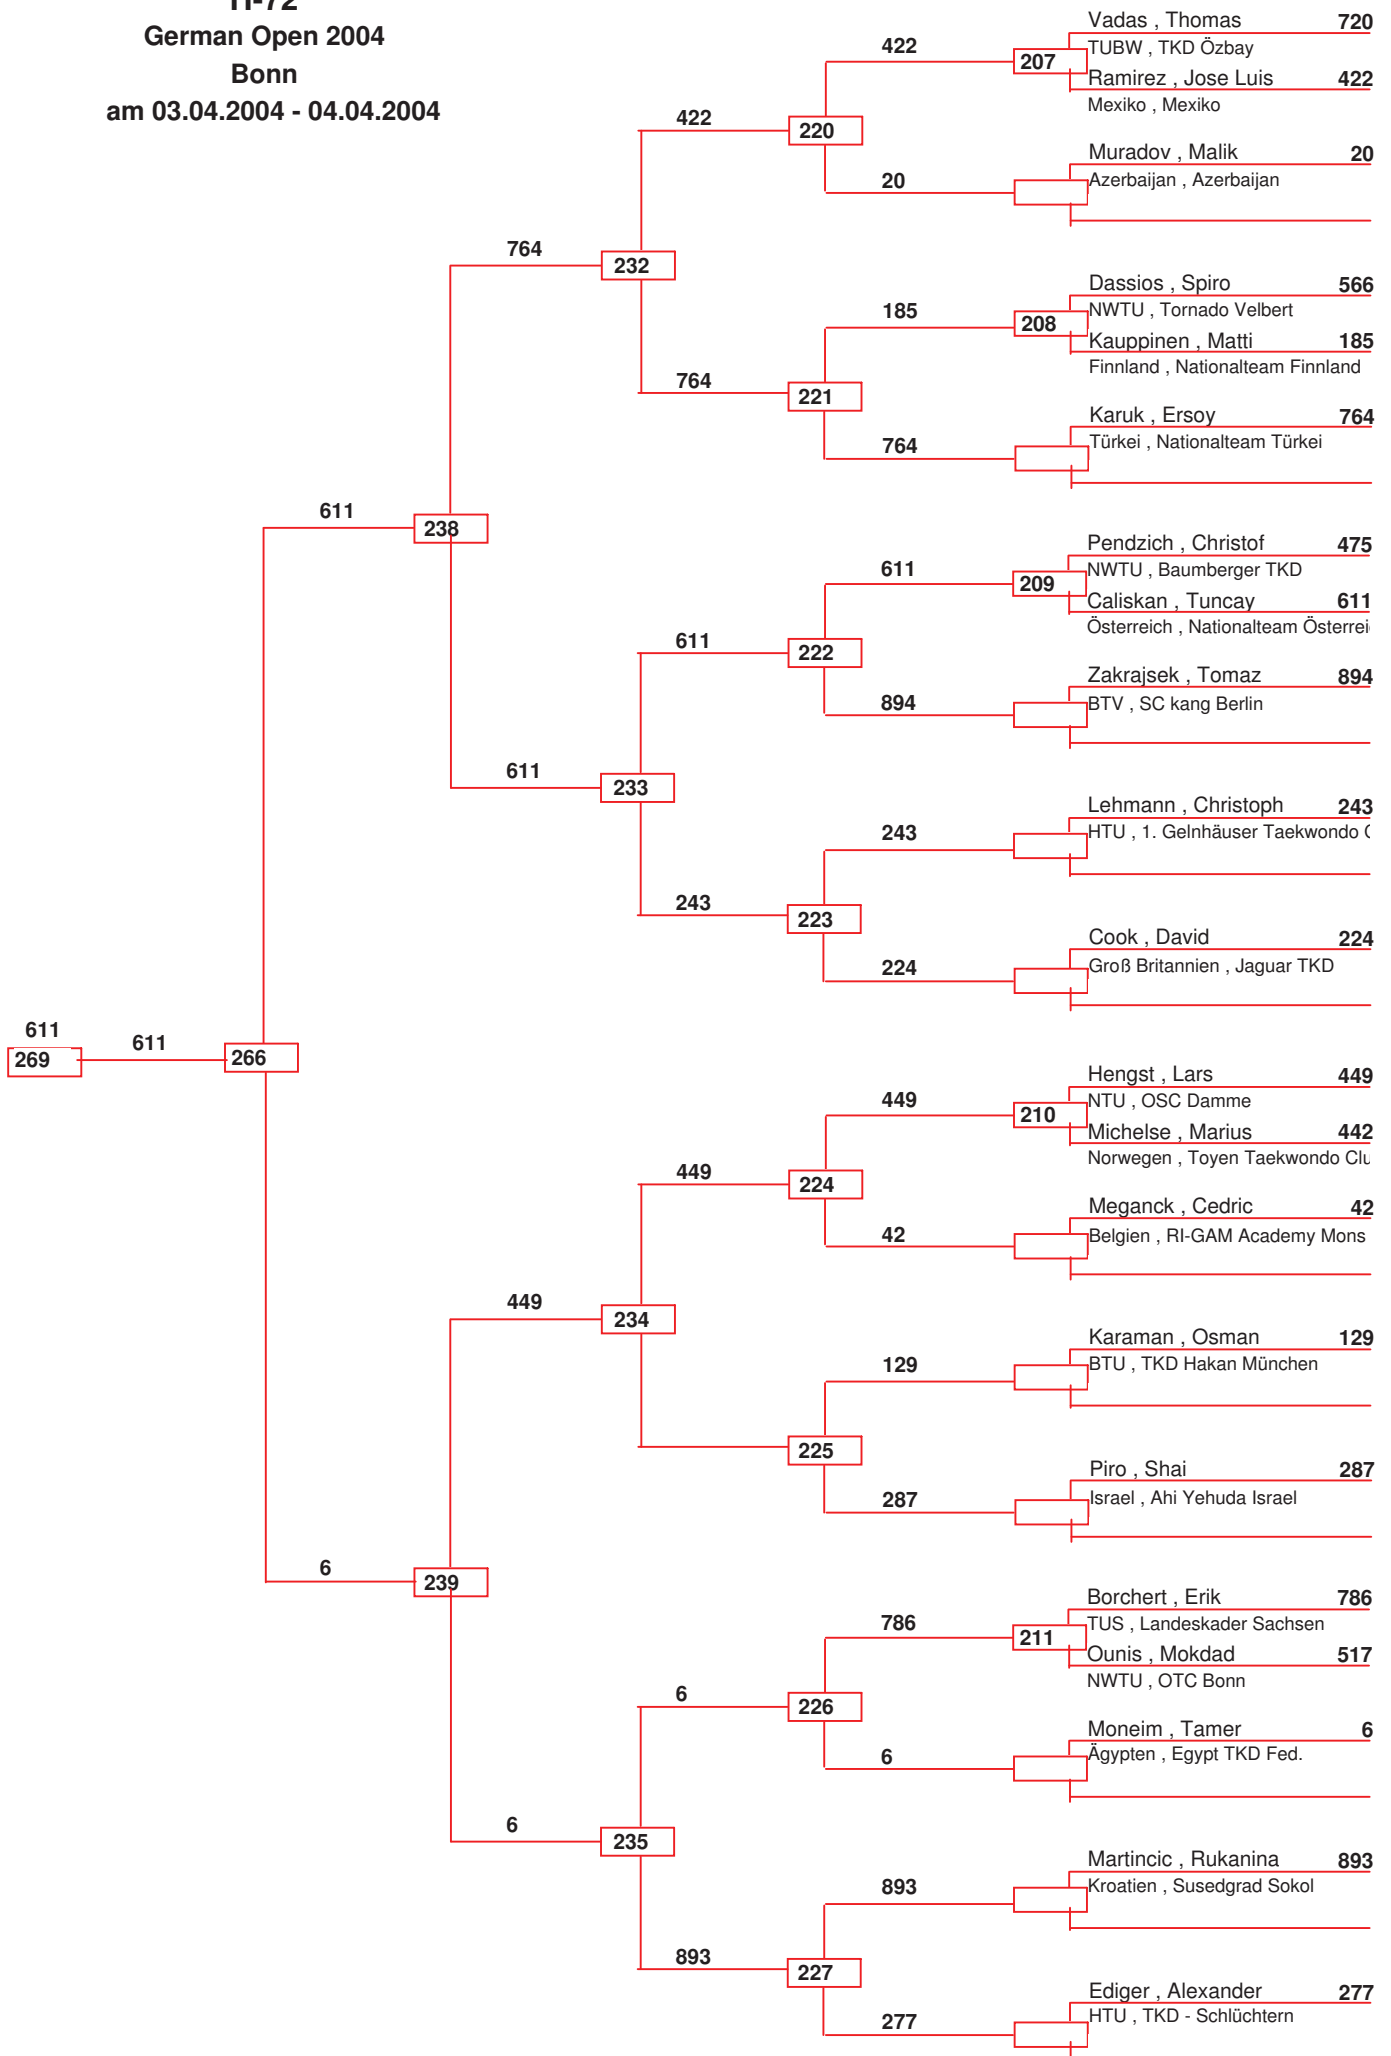 German Open 2004
Bonn
am 03.04.2004 - 04.04.2004
Vadas , Thomas 720
422
207
TUBW , TKD Özbay
Ramirez , Jose Luis 422
Mexiko , Mexiko
422
220
Muradov , Malik 20
20
Azerbaijan , Azerbaijan
764
232
Dassios , Spiro 566
185
208
NWTU , Tornado Velbert
Kauppinen , Matti 185
Finnland , Nationalteam Finnland
764
221
Karuk , Ersoy 764
764
Türkei , Nationalteam Türkei
611
238
Pendzich , Christof 475
611
209
NWTU , Baumberger TKD
Caliskan , Tuncay 611
Österreich , Nationalteam Österrei
611
222
Zakrajsek , Tomaz 894
894
BTV , SC kang Berlin
611
233
Lehmann , Christoph 243
243
HTU , 1. Gelnhäuser Taekwondo
243
223
Cook , David 224
224
Groß Britannien , Jaguar TKD
611
269
611
266
Hengst , Lars 449
449
210
NTU , OSC Damme
Michelse , Marius 442
Norwegen , Toyen Taekwondo Clu
449
224
Meganck , Cedric 42
42
Belgien , RI-GAM Academy Mons
449
234
Karaman , Osman 129
129
BTU , TKD Hakan München
225
Piro , Shai 287
287
Israel , Ahi Yehuda Israel
6
239
Borchert , Erik 786
786
211
TUS , Landeskader Sachsen
Ounis , Mokdad 517
NWTU , OTC Bonn
6
226
Moneim , Tamer 6
6
Ägypten , Egypt TKD Fed.
6
235
Martincic , Rukanina 893
893
Kroatien , Susedgrad Sokol
893
227
Ediger , Alexander 277
277
HTU , TKD - Schlüchtern